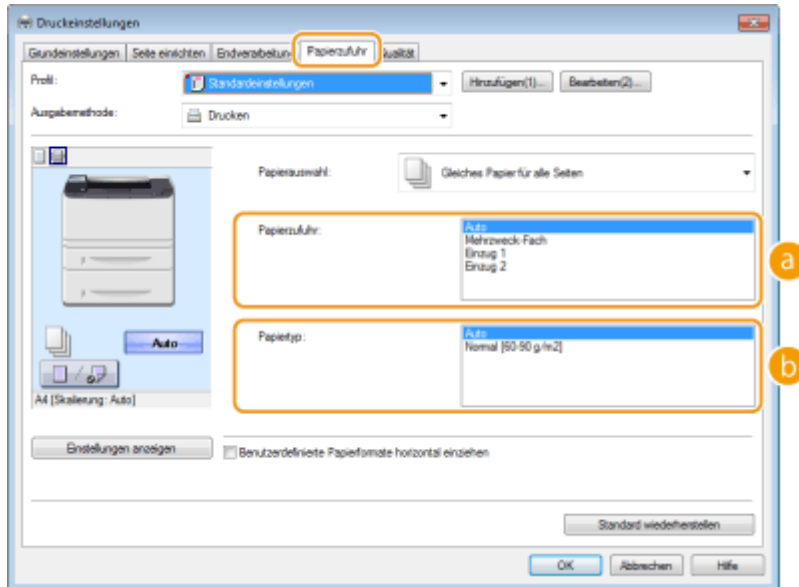 Druckeinstellungen
Grundeinstellungen Seite einrichten Endverarbeitung Papierzufuhr Qualität
Profil: Standardeinstellungen Hinzufügen(1)... Bearbeiten(2)...
Ausgabemethode: Drucken
Papierauswahl: Gleiches Papier für alle Seiten
Papierzufuhr: Auto
Mehrzweck-Fach
Einzug 1
Einzug 2
a
Auto
Papiertyp: Auto
Normal [60-90 g/m2]
b
A4 [Skalierung: Auto]
Einstellungen anzeigen Benutzerdefinierte Papierformate horizontal einziehen
Standard wiederherstellen
OK Abbrechen Hilfe